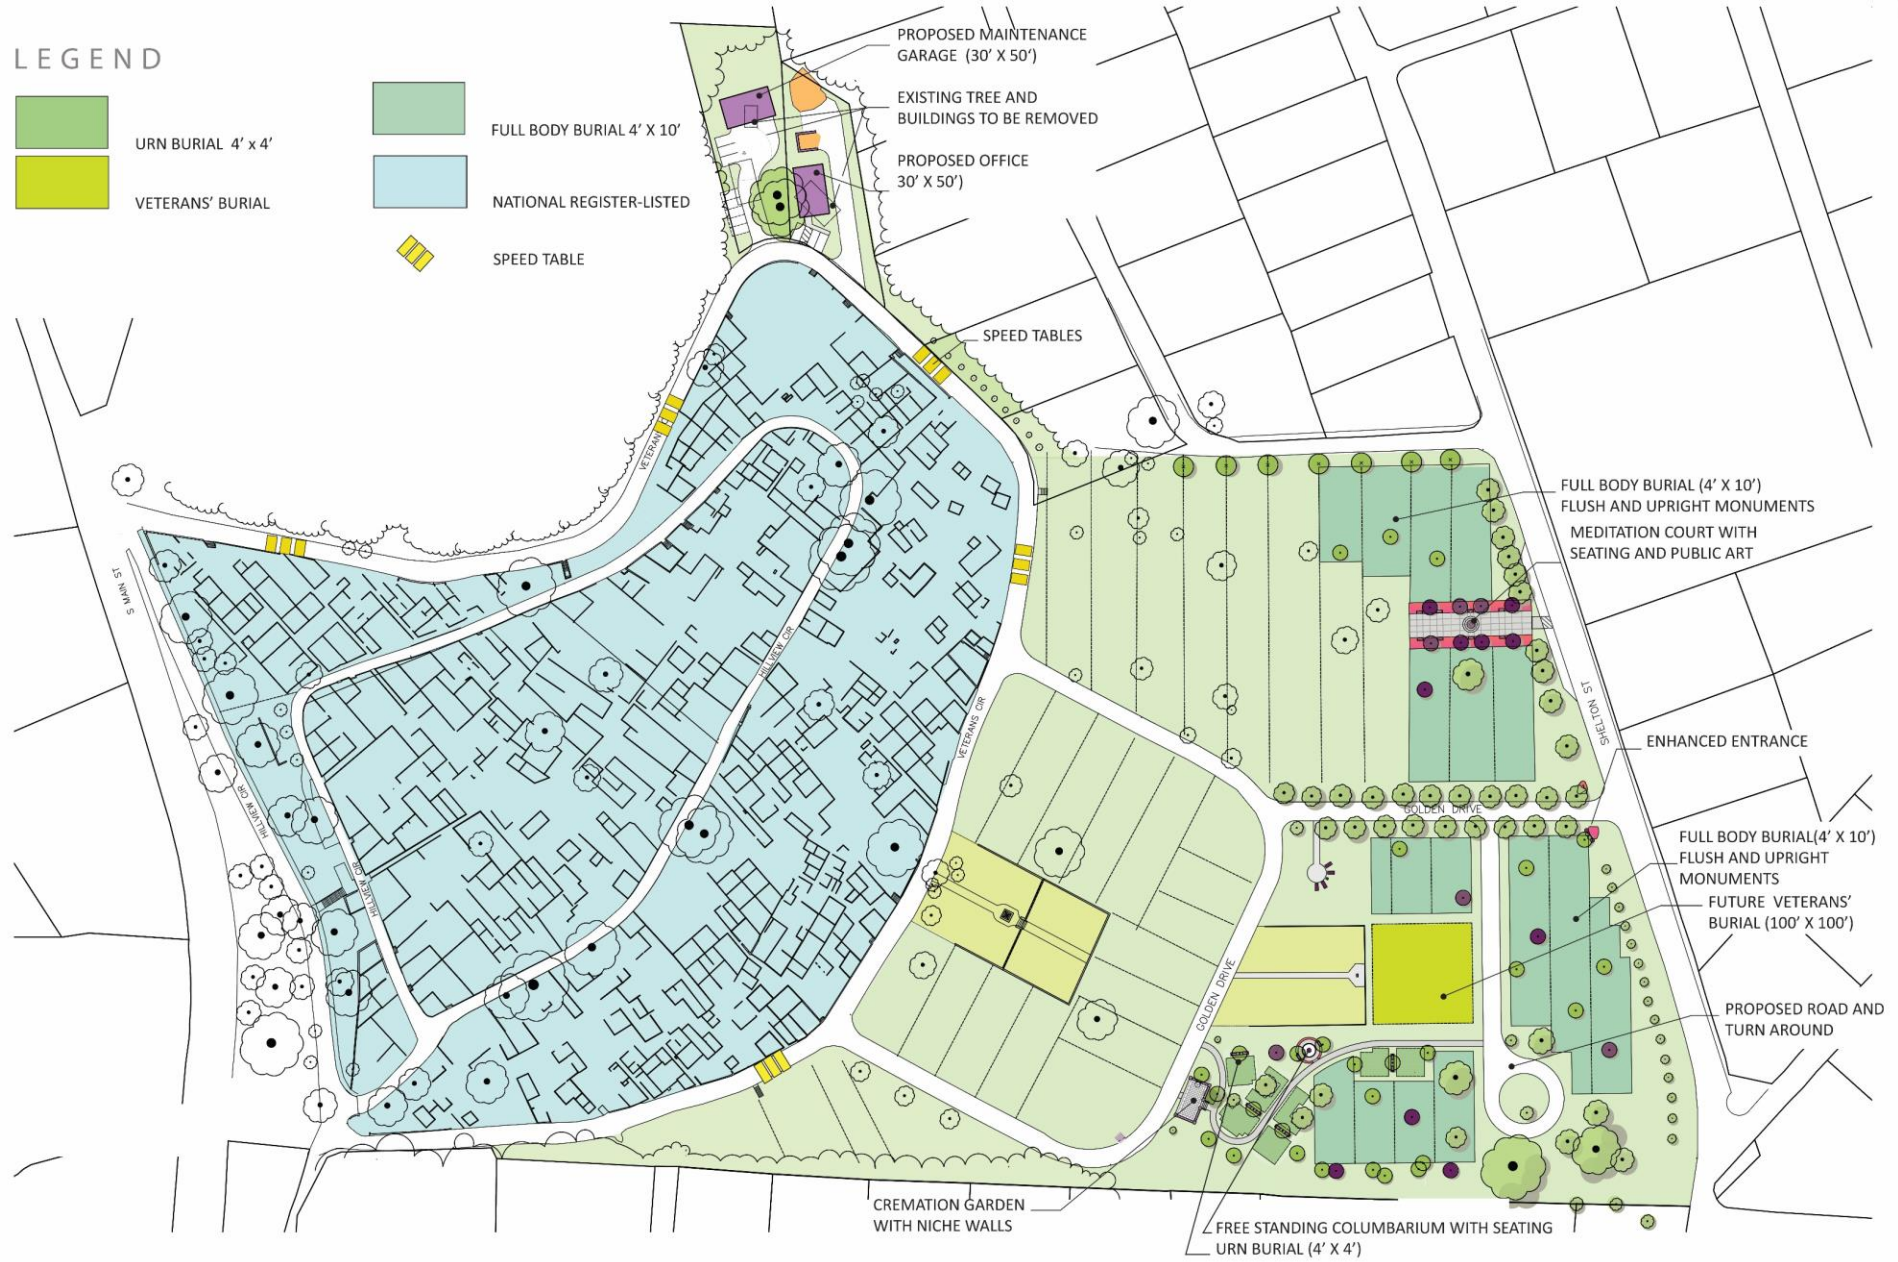 LEGEND
URN BURIAL 4' x 4'
VETERANS' BURIAL
FULL BODY BURIAL 4' X 10'
NATIONAL REGISTER-LISTED
SPEED TABLE
PROPOSED MAINTENANCE
GARAGE (30' X 50')
EXISTING TREE AND
BUILDINGS TO BE REMOVED
PROPOSED OFFICE
30' X 50')
SPEED TABLES
VETERAN
S MAIN ST
HILLVIEW CIR
HILLVIEW CIR
HILLVIEW CIR
VETERANS CIR
FULL BODY BURIAL (4' X 10')
FLUSH AND UPRIGHT MONUMENTS
MEDITATION COURT WITH
SEATING AND PUBLIC ART
SHELTON ST
ENHANCED ENTRANCE
GOLDEN DRIVE
FULL BODY BURIAL(4' X 10')
FLUSH AND UPRIGHT
MONUMENTS
FUTURE VETERANS'
BURIAL (100' X 100')
GOLDEN DRIVE
PROPOSED ROAD AND
TURN AROUND
CREMATION GARDEN
WITH NICHE WALLS
FREE STANDING COLUMBARIUM WITH SEATING
URN BURIAL (4' X 4')